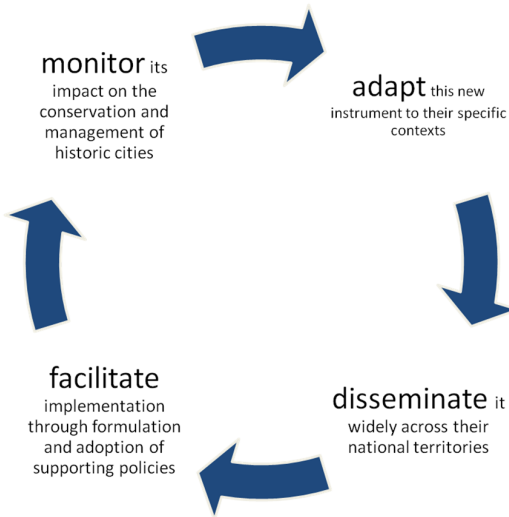 monitor its
impact on the
conservation and
management of
historic cities
adapt this new
instrument to their specific
contexts
disseminate it
widely across their
national territories
facilitate
implementation
through formulation
and adoption of
supporting policies